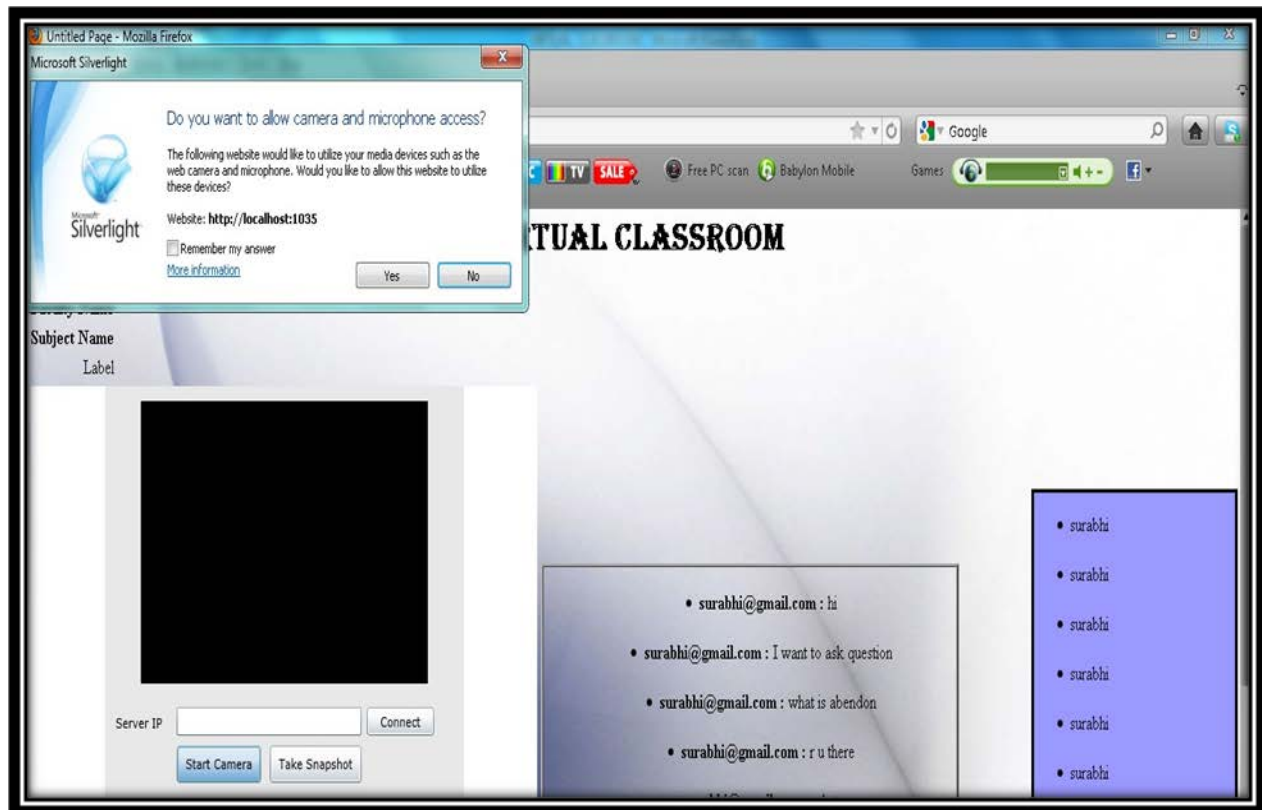 Untitled Page - Mozilla Firefox
Microsoft Silverlight
Do you want to allow camera and microphone access?
The following website would like to utilize your media devices such as the
web camera and microphone. Would you like to allow this website to utilize
these devices?
Website: http://localhost:1035
Remember my answer
More information
Yes
No
Microsoft
Silverlight
Google
TV
SALE
Free PC scan
Babylon Mobile
Games
TUAL CLASSROOM
Name
Subject Name
Label
Server IP
Connect
Start Camera
Take Snapshot
• surabhi@gmail.com : hi
• surabhi@gmail.com : I want to ask question
• surabhi@gmail.com : what is abendon
• surabhi@gmail.com : r u there
• surabhi
• surabhi
• surabhi
• surabhi
• surabhi
• surabhi